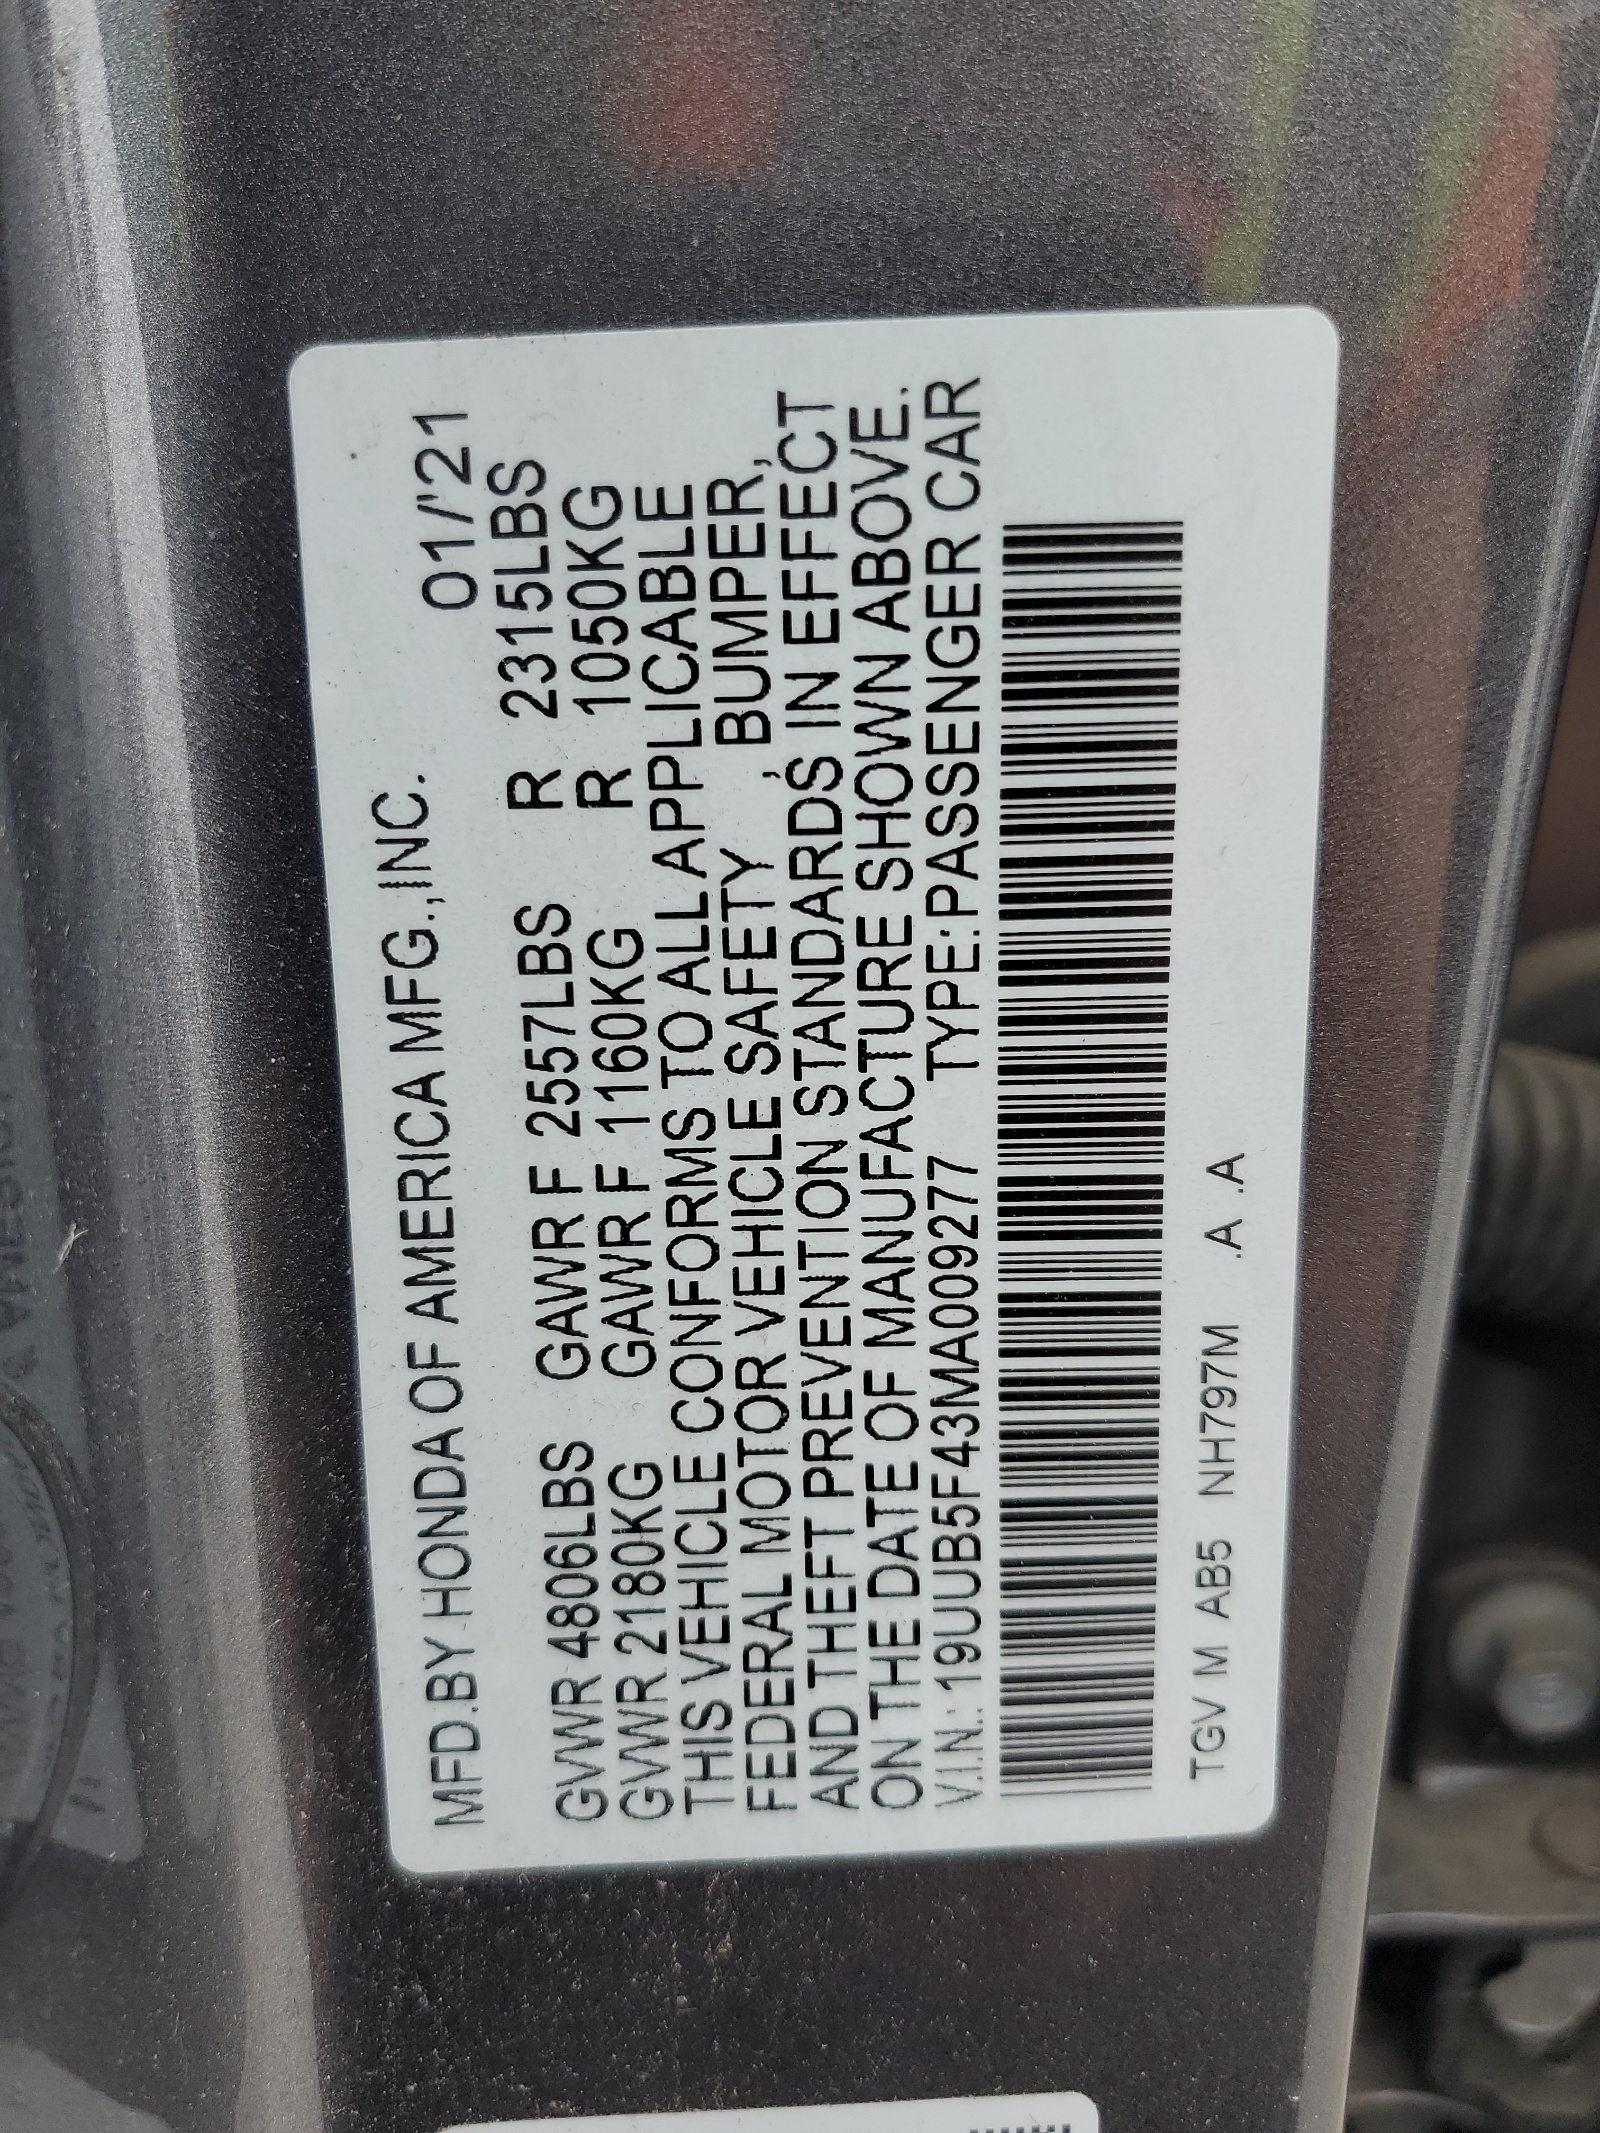 MFD.BY HONDA OF AMERICA MFG.,INC. 01/'21
GVWR 4806LBS GAWR F 2557LBS R 2315LBS
GVWR 2180KG GAWR F 1160KG R 1050KG
THIS VEHICLE CONFORMS TO ALL APPLICABLE
FEDERAL MOTOR VEHICLE SAFETY, BUMPER,
AND THEFT PREVENTION STANDARDS IN EFFECT
ON THE DATE OF MANUFACTURE SHOWN ABOVE.
V.I.N.: 19UUB5F43MA009277 TYPE:PASSENGER CAR
TGV M AB5 NH797M .A .A